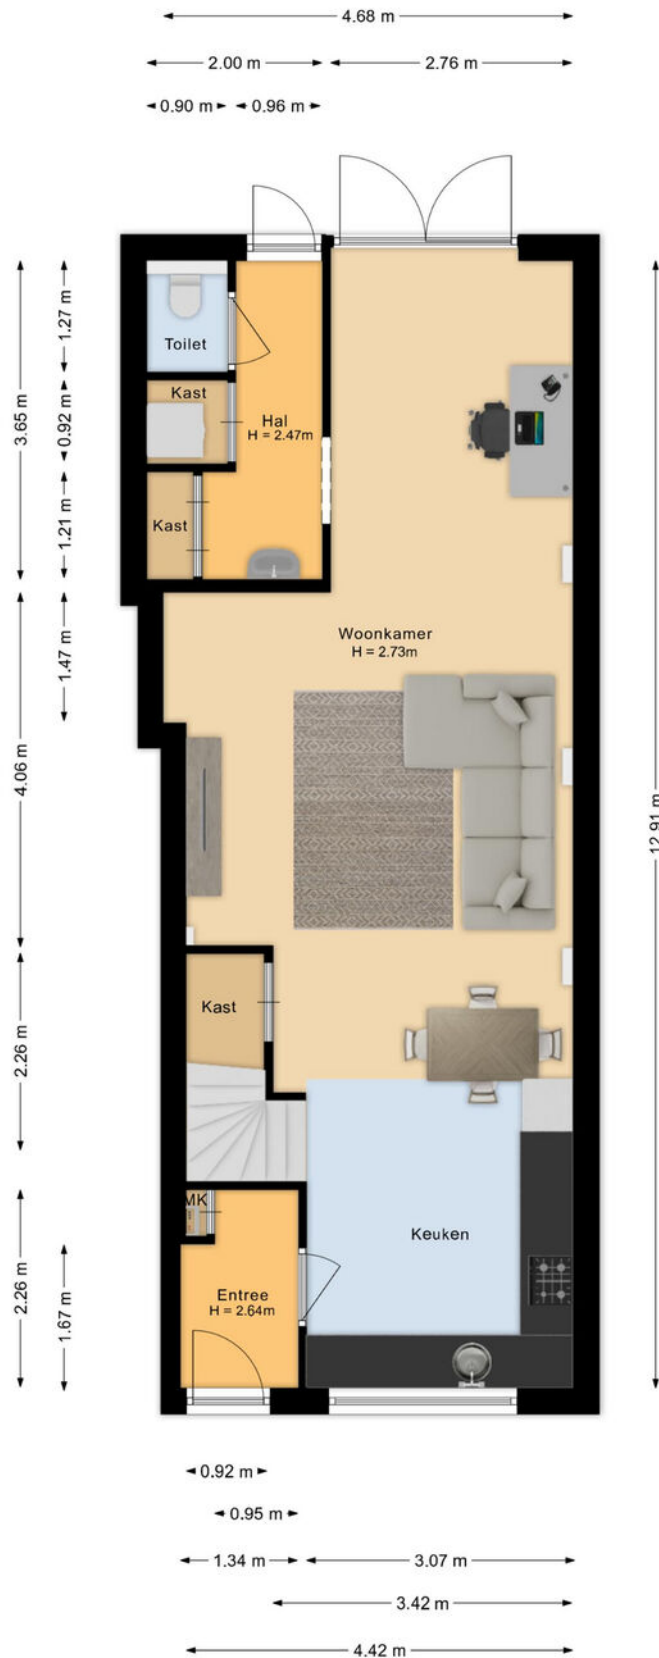 4.68 m
2.00 m
2.76 m
0.90 m
0.96 m
Toilet
Kast
Hal
H = 2.47m
Kast
1.27 m
0.92 m
3.65 m
1.21 m
Woonkamer
H = 2.73m
1.47 m
4.06 m
12.91 m
Kast
2.26 m
MK
Keuken
Entree
H = 2.64m
2.26 m
1.67 m
0.92 m
0.95 m
1.34 m
3.07 m
3.42 m
4.42 m